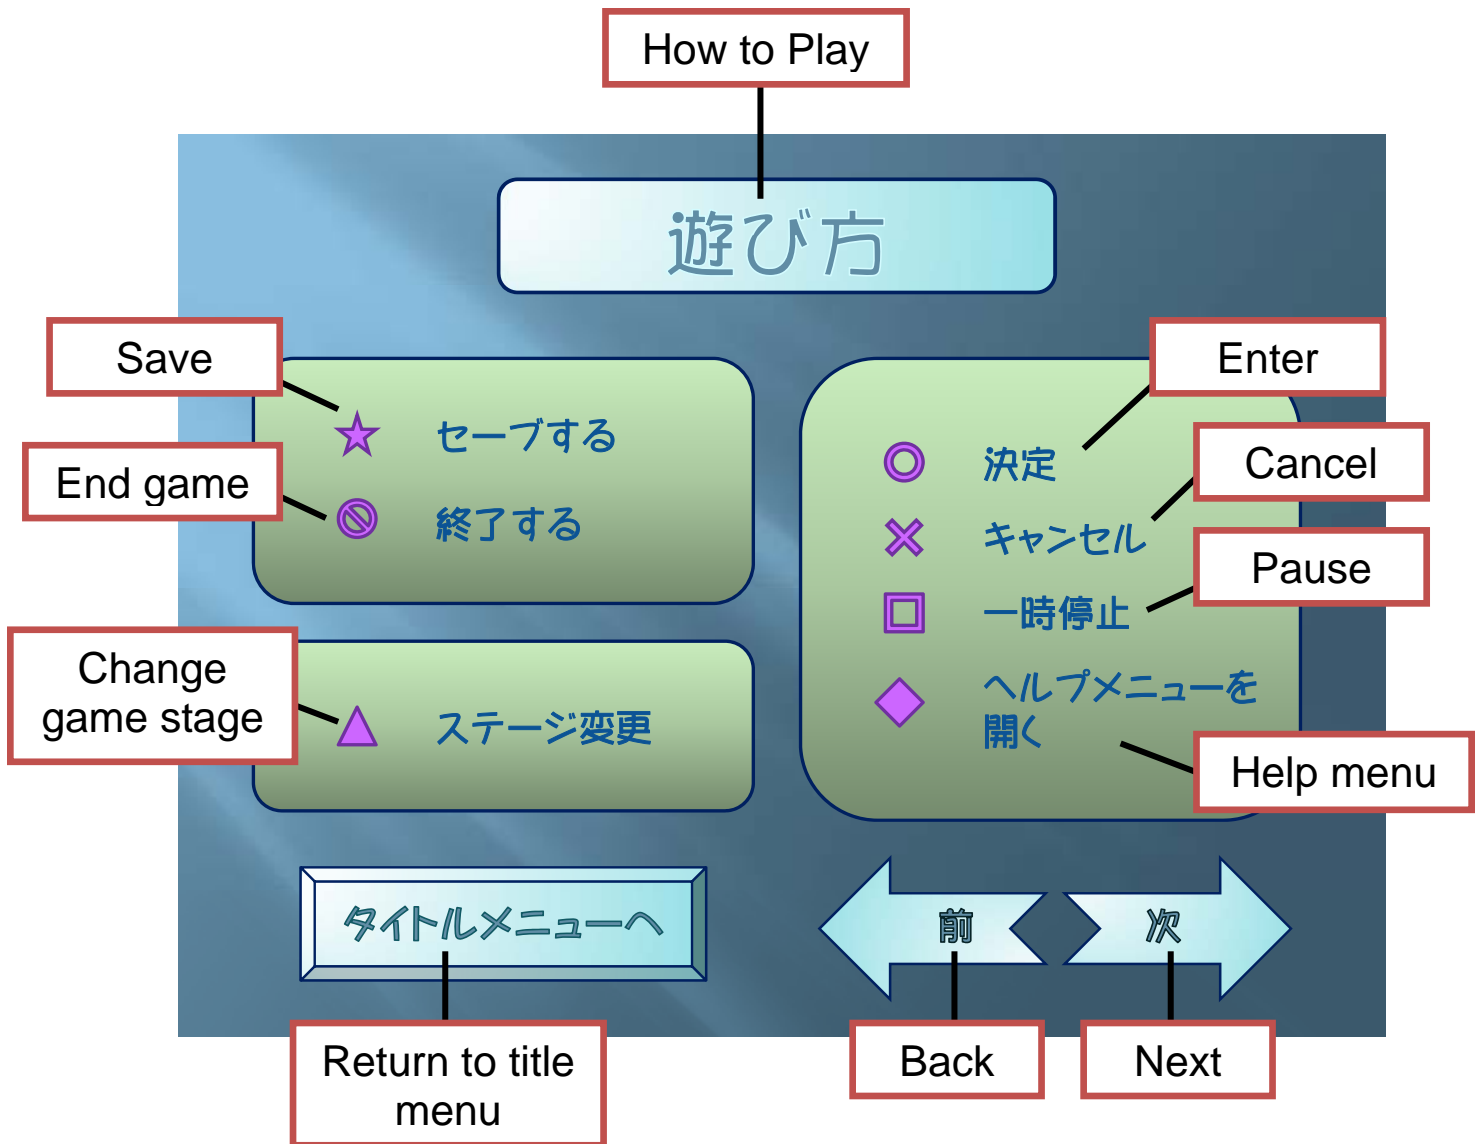 How to Play
遊び方
Save
セーブする
End game
終了する
Change
game stage
ステージ変更
Enter
決定
Cancel
キャンセル
Pause
一時停止
ヘルプメニューを
開く
Help menu
タイトルメニューへ
前
次
Return to title
menu
Back
Next